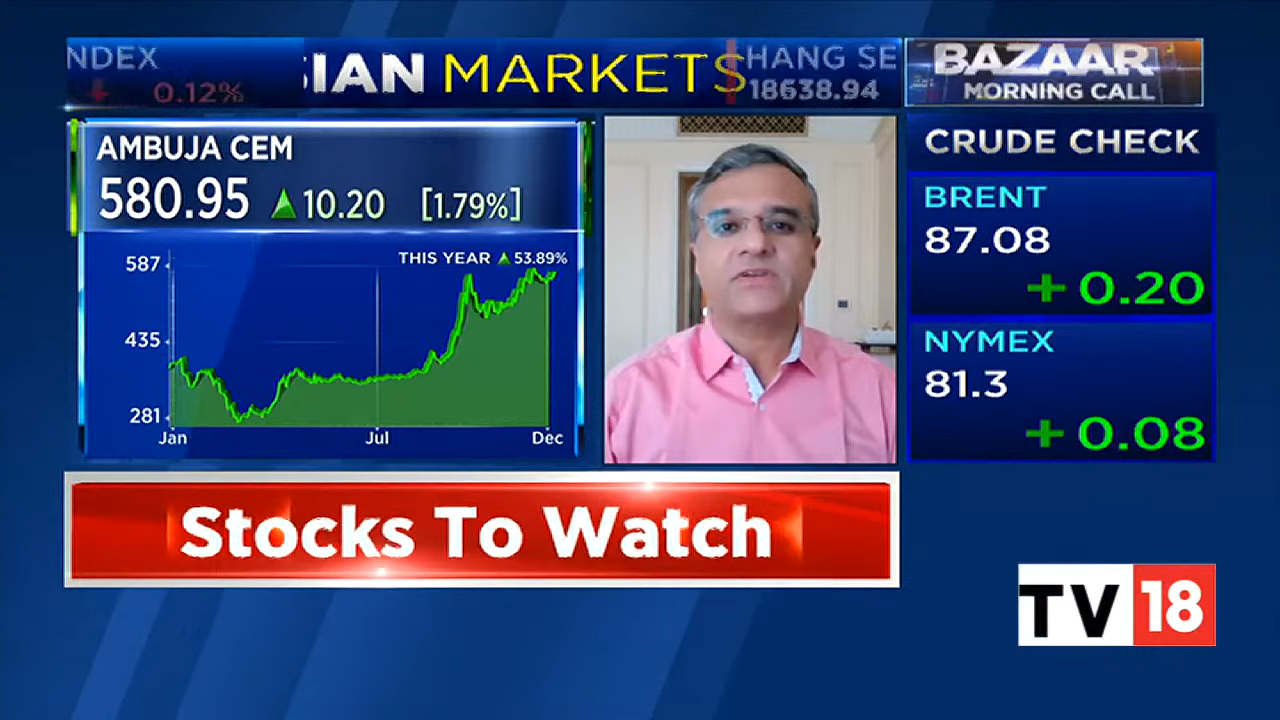 NDEX
0.12%
SIAN MARKETS
HANG SE
18638.94
BAZAAR
MORNING CALL
AMBUJA CEM
580.95 ▲ 10.20 [1.79%]
THIS YEAR ▲ 53.89%
587
435
281
Jan Jul Dec
CRUDE CHECK
BRENT
87.08
+ 0.20
NYMEX
81.3
+ 0.08
Stocks To Watch
TV 18